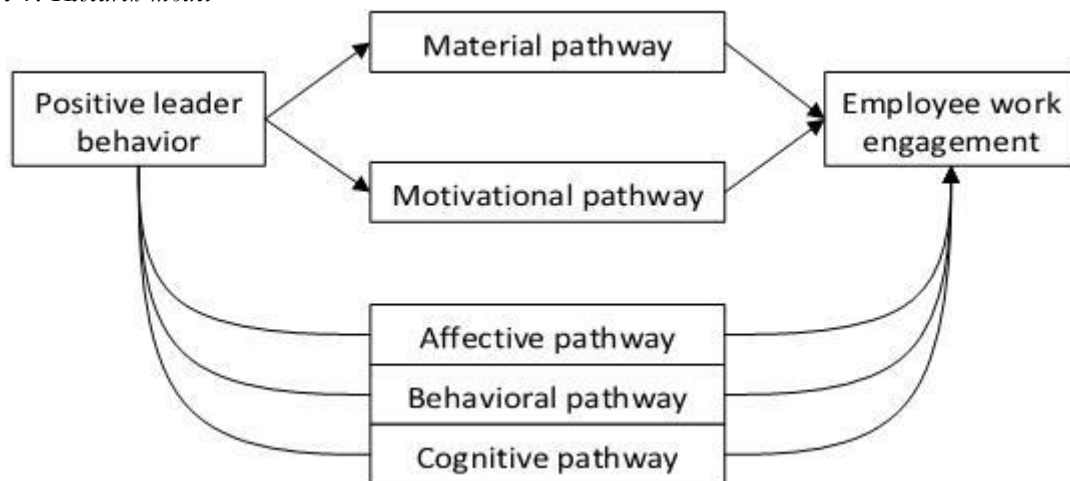 Material pathway
Positive leader
behavior
Employee work
engagement
Motivational pathway
Affective pathway
Behavioral pathway
Cognitive pathway